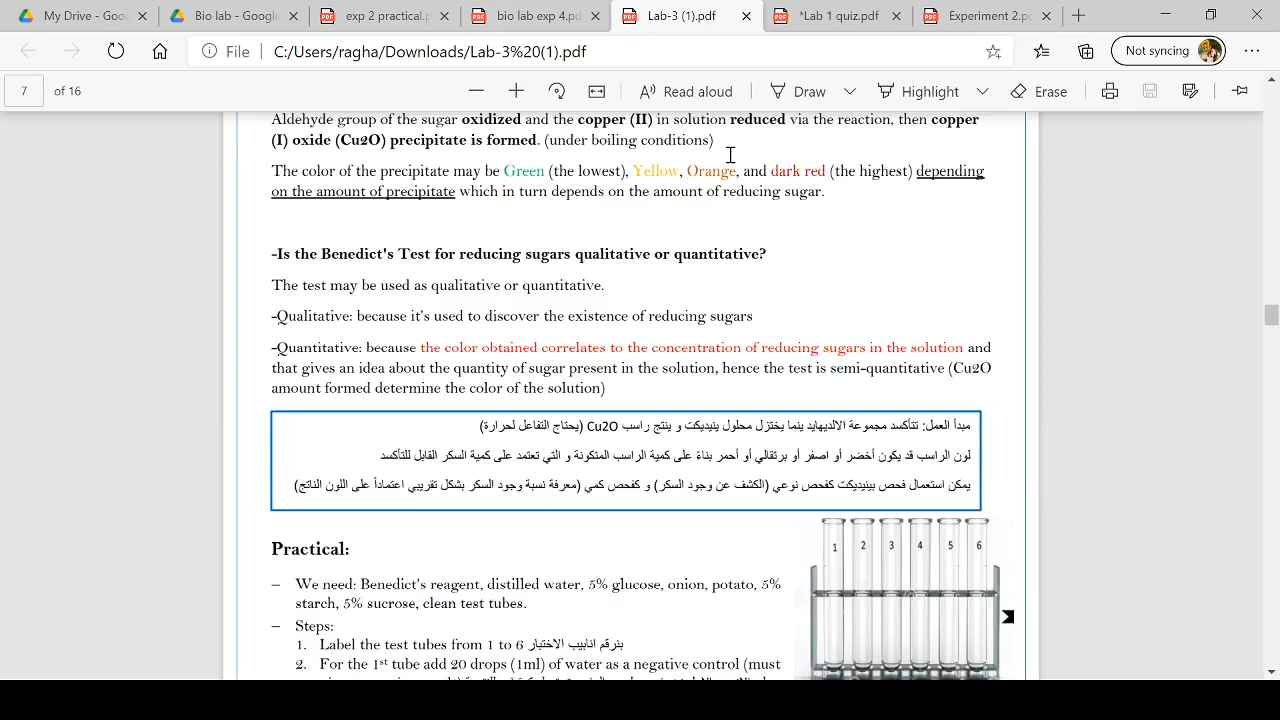 My Drive - Goo
Bio lab - Google
exp 2 practical.p
bio lab exp 4.pd
Lab-3 (1).pdf
*Lab 1 quiz.pdf
Experiment 2.pd
File
C:/Users/ragha/Downloads/Lab-3%20(1).pdf
Not syncing
7 of 16
Read aloud
Draw
Highlight
Erase
Aldehyde group of the sugar oxidized and the copper (II) in solution reduced via the reaction, then copper
(I) oxide (Cu2O) precipitate is formed. (under boiling conditions)
The color of the precipitate may be Green (the lowest), Yellow, Orange, and dark red (the highest) depending
on the amount of precipitate which in turn depends on the amount of reducing sugar.
-Is the Benedict's Test for reducing sugars qualitative or quantitative?
The test may be used as qualitative or quantitative.
-Qualitative: because it's used to discover the existence of reducing sugars
-Quantitative: because the color obtained correlates to the concentration of reducing sugars in the solution and
that gives an idea about the quantity of sugar present in the solution, hence the test is semi-quantitative (Cu2O
amount formed determine the color of the solution)
مبدأ العمل: تتأكسد مجموعة الالديهايد بنما يختزل محلول بنيديكت و ينتج راسب Cu2O (يحتاج التفاعل لحرارة)
لون الراسب قد يكون أخضر أو اصفر أو برتقالي أو أحمر بناءً على كمية الراسب المتكونة و التي تعتمد على كمية السكر القابل للتأكسد
يمكن استعمال فحص بينيديكت كفحص نوعي (الكشف عن وجود السكر) و كفحص كمي (معرفة نسبة وجود السكر بشكل تقريبي اعتماداً على اللون الناتج)
Practical:
– We need: Benedict's reagent, distilled water, 5% glucose, onion, potato, 5%
starch, 5% sucrose, clean test tubes.
– Steps:
1. Label the test tubes from 1 to 6 بنرقم انابيب الاختبار
2. For the 1st tube add 20 drops (1ml) of water as a negative control (must
1 2 3 4 5 6